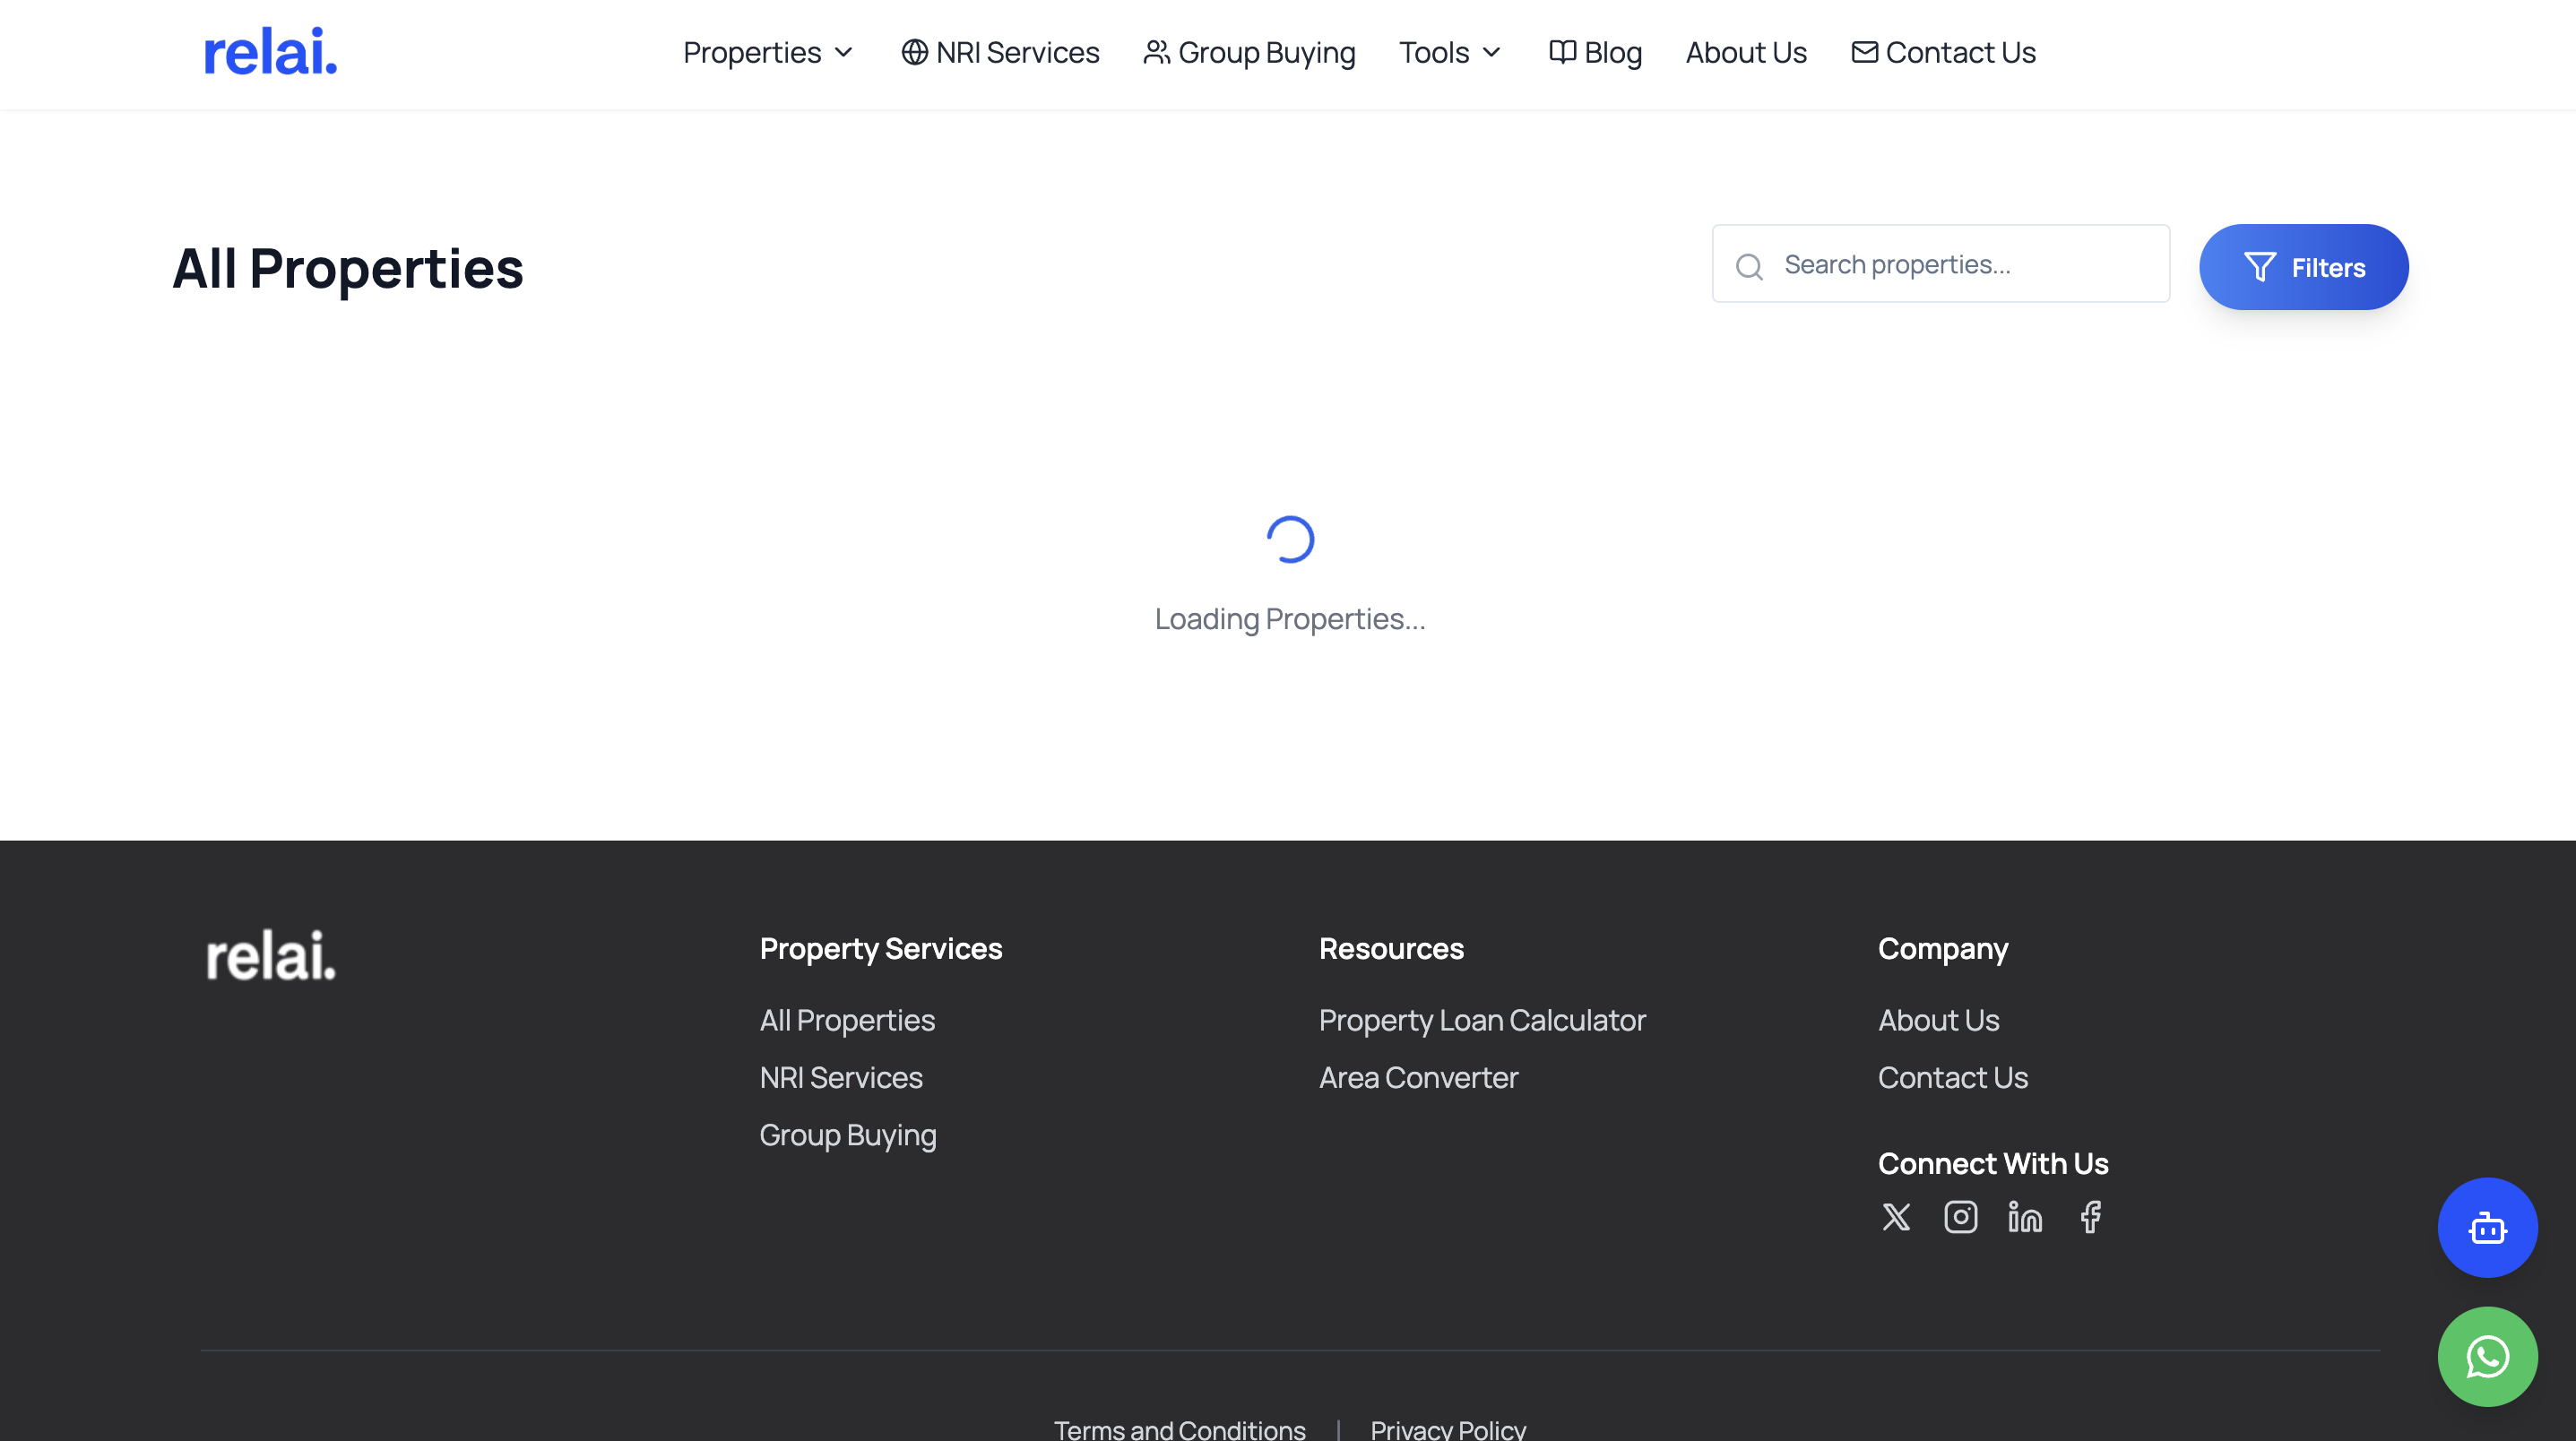 relai.
Properties NRI Services Group Buying Tools Blog About Us Contact Us
All Properties
Search properties...
Filters
Loading Properties...
relai.
Property Services
All Properties
NRI Services
Group Buying
Resources
Property Loan Calculator
Area Converter
Company
About Us
Contact Us
Connect With Us
Terms and Conditions | Privacy Policy